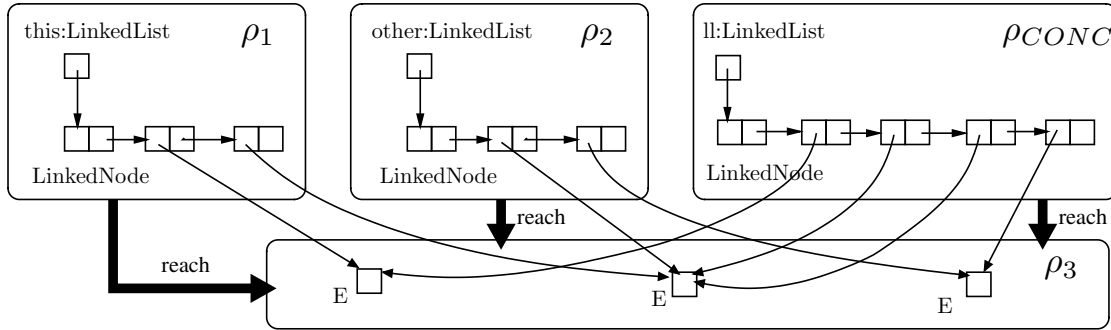 this:LinkedList ρ1
LinkedNode
other:LinkedList ρ2
LinkedNode
ll:LinkedList ρCONC
LinkedNode
reach
reach
reach
E
E
E
ρ3